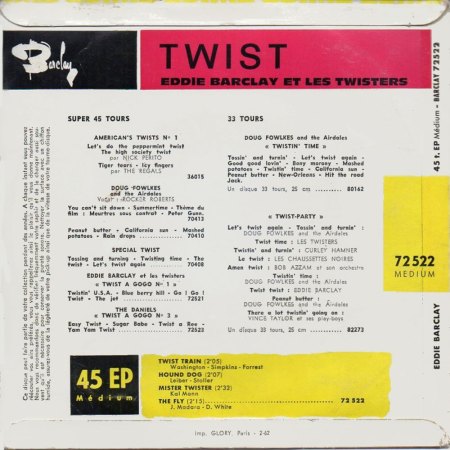 Barclay
TWIST
EDDIE BARCLAY ET LES TWISTERS
SUPER 45 TOURS
AMERICAN'S TWISTS No 1
Let's do the peppermint twist
The high society twist
par NICK PERITO
Tiger tears - Icy fingers
par THE REGALS
36015
DOUG FOWLKES
and the Airdales
Vocal : ROCKER ROBERTS
You can't sit down - Summertime - Thème du
film : Meurtres sous contrat - Peter Gunn.
70413
Peanut butter - California sun - Mashed
potatoes - Rain drops
70410
SPECIAL TWIST
Tossing and turning - Twisting time - The
twist - Let's twist again
70408
EDDIE BARCLAY et les twisters
« TWIST A GOGO No 1 »
Twistin' U.S.A. - Blue berry hill - Go ! Go !
Twist - The jet
72521
THE DANIELS
« TWIST A GOGO No 3 »
Easy Twist - Sugar Babe - Twist a Ree -
Yam Yam Twist
72523
33 TOURS
DOUG FOWLKES and the Airdales
« TWISTIN' TIME »
Tossin' and turnin' - Let's twist again -
Good good lovin' - Bony marony - Mashed
potatoes - Twistin' time - California sun -
Peanut butter - New-Orleans - Hit the road
Jack.
Un disque 33 tours, 25 cm
80162
« TWIST-PARTY »
Let's twist again - Tossin' and turnin' :
DOUG FOWLKES and the Airdales
Twist time : LES TWISTERS
Twistin' and turnin' : CURLEY HAMNER
Le twist : LES CHAUSSETTES NOIRES
Amen twist : BOB AZZAM et son orchestre
Twistin' time :
DOUG FOWLKES and the Airdales
Twist twist : EDDIE BARCLAY
Peanut butter :
DOUG FOWLKES and the Airdales
There a lot twistin' going on :
VINCE TAYLOR et ses play-boys
Un disque 33 tours, 25 cm
82273
45 EP
Médium
TWIST TRAIN (2'05)
Washington - Simpkins - Forrest
HOUND DOG (2'07)
Leiber - Stoller
MISTER TWISTER (2'32)
Kal Mann
THE FLY (2'15)
72 522
J. Madara - D. White
Imp. GLORY, Paris - 2-62
72 522
MEDIUM
45 t. EP Médium - BARCLAY 72522
EDDIE BARCLAY